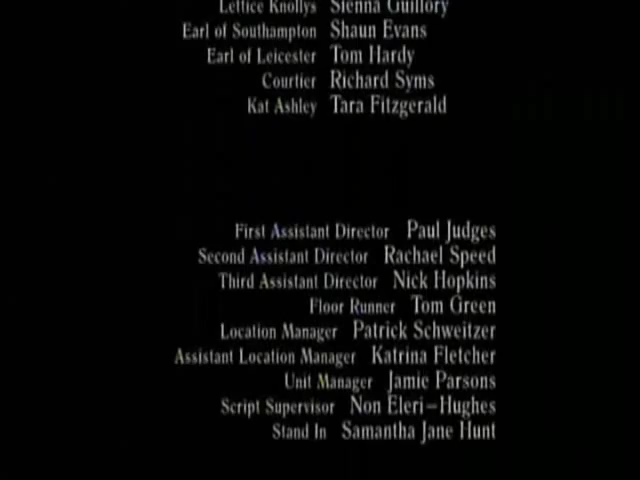 Lettice Knollys Sienna Guillory
Earl of Southampton Shaun Evans
Earl of Leicester Tom Hardy
Courtier Richard Syms
Kat Ashley Tara Fitzgerald
First Assistant Director Paul Judges
Second Assistant Director Rachael Speed
Third Assistant Director Nick Hopkins
Floor Runner Tom Green
Location Manager Patrick Schweitzer
Assistant Location Manager Katrina Fletcher
Unit Manager Jamie Parsons
Script Supervisor Non Eleri-Hughes
Stand In Samantha Jane Hunt